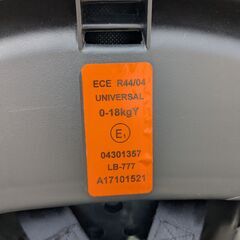 ECE R44/04
UNIVERSAL
0-18kgY
E₁
04301357
LB-777
A17101521